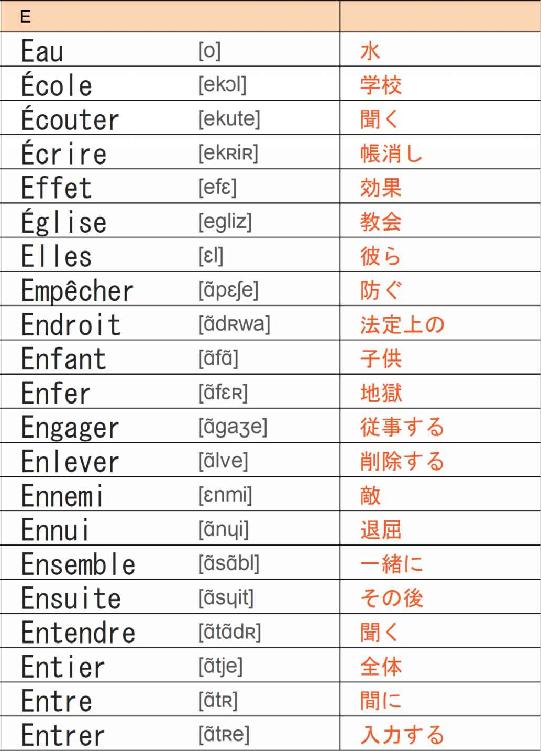 E
Eau [o] 水
École [ekɔl] 学校
Écouter [ekute] 聞く
Écrire [ekʀiʀ] 帳消し
Effet [efɛ] 効果
Église [egliz] 教会
Elles [ɛl] 彼ら
Empêcher [ɑ̃pɛʃe] 防ぐ
Endroit [ɑ̃dʀwa] 法定上の
Enfant [ɑ̃fɑ̃] 子供
Enfer [ɑ̃fɛʀ] 地獄
Engager [ɑ̃gaʒe] 従事する
Enlever [ɑ̃lve] 削除する
Ennemi [ɛnmi] 敵
Ennui [ɑ̃nɥi] 退屈
Ensemble [ɑ̃sɑ̃bl] 一緒に
Ensuite [ɑ̃sɥit] その後
Entendre [ɑ̃tɑ̃dʀ] 聞く
Entier [ɑ̃tje] 全体
Entre [ɑ̃tʀ] 間に
Entrer [ɑ̃tʀe] 入力する